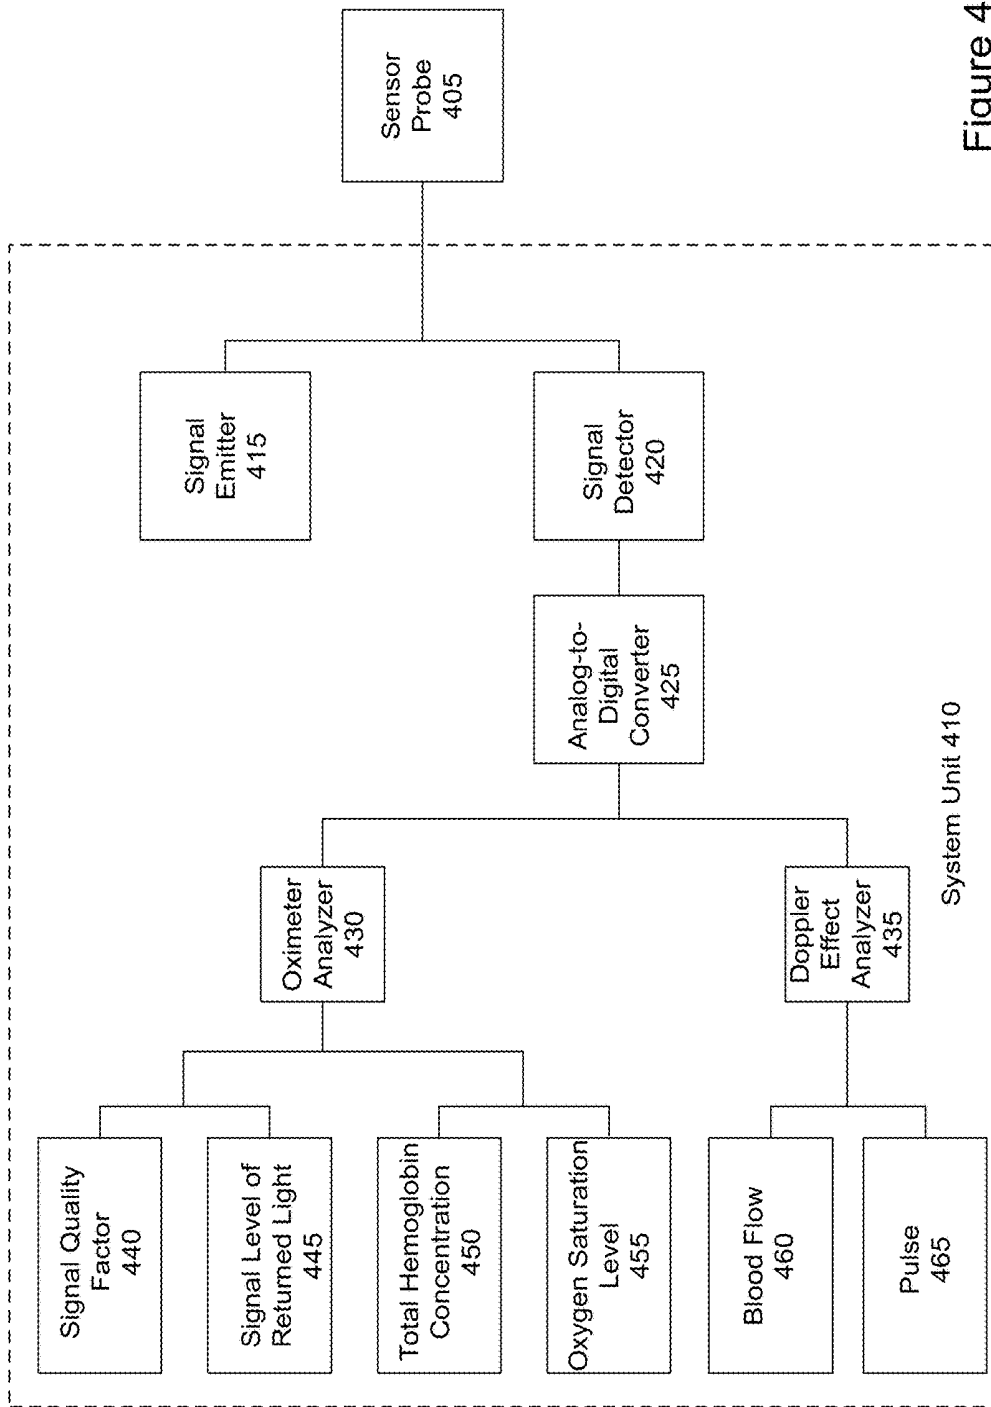 Sensor
Probe
405
Signal
Emitter
415
Signal
Detector
420
Analog-to-
Digital
Converter
425
Oximeter
Analyzer
430
Doppler
Effect
Analyzer
435
Signal Quality
Factor
440
Signal Level of
Returned Light
445
Total Hemoglobin
Concentration
450
Oxygen Saturation
Level
455
Blood Flow
460
Pulse
465
System Unit 410
Figure 4